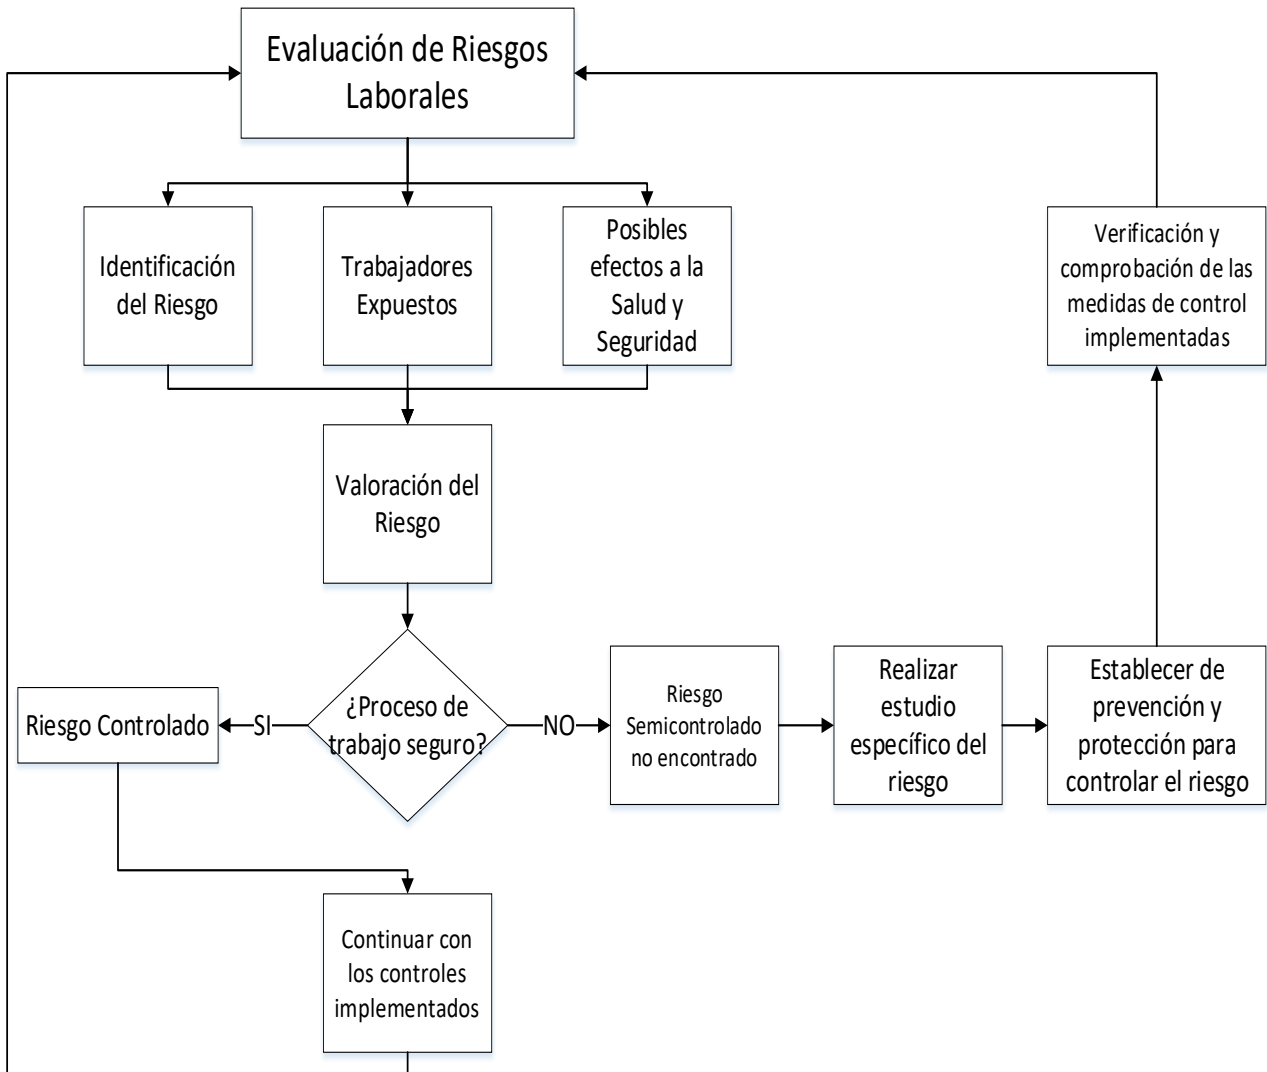 Evaluación de Riesgos
Laborales
Identificación
del Riesgo
Trabajadores
Expuestos
Posibles
efectos a la
Salud y
Seguridad
Verificación y
comprobación de las
medidas de control
implementadas
Valoración del
Riesgo
Riesgo Controlado
SI
¿Proceso de
trabajo seguro?
NO
Riesgo
Semicontrolado
no encontrado
Realizar
estudio
específico del
riesgo
Establecer de
prevención y
protección para
controlar el riesgo
Continuar con
los controles
implementados